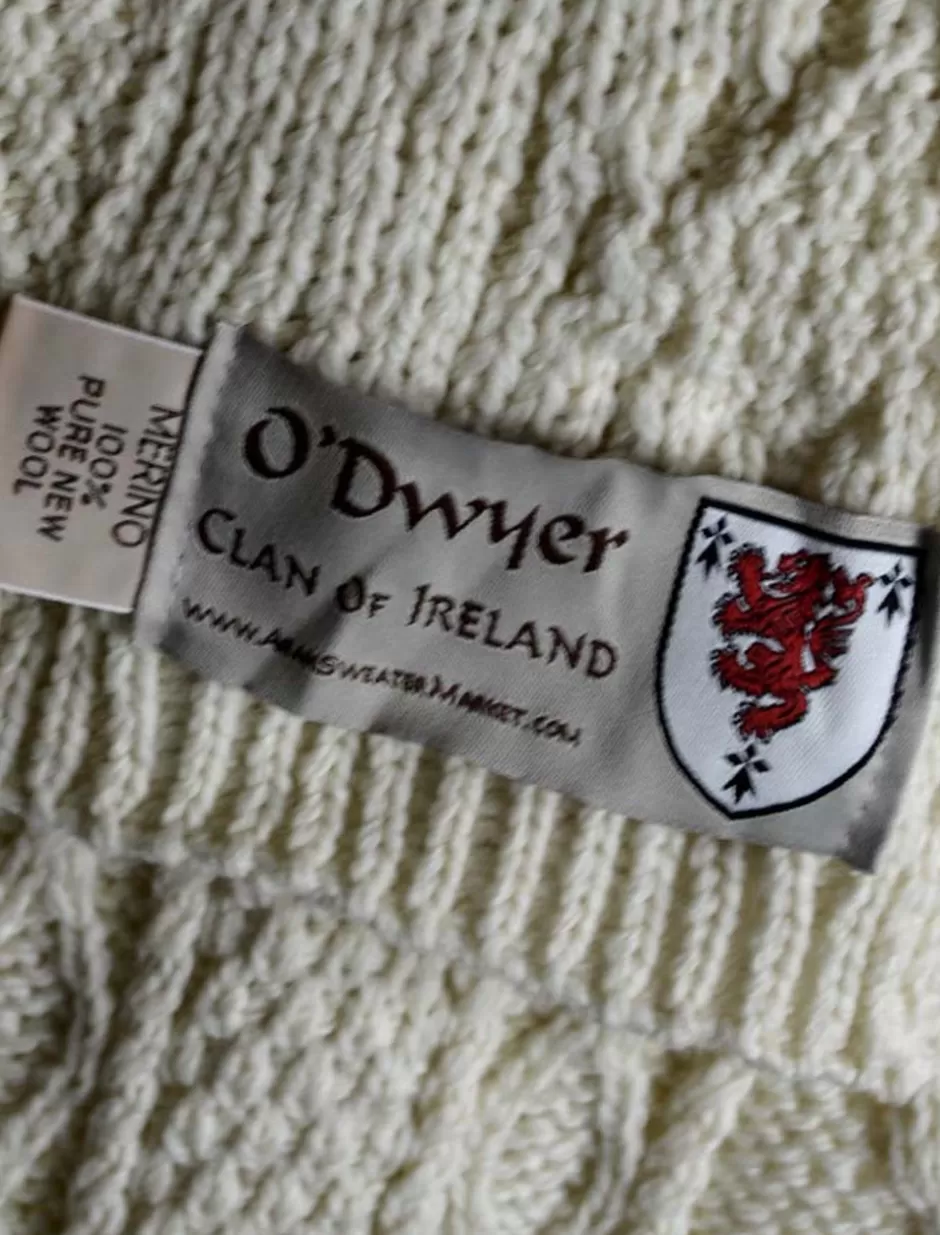 MERINO
100%
PURE NEW
WOOL
O'Dwyer
CLAN OF IRELAND
WWW.ARANSWEATERMARKET.COM